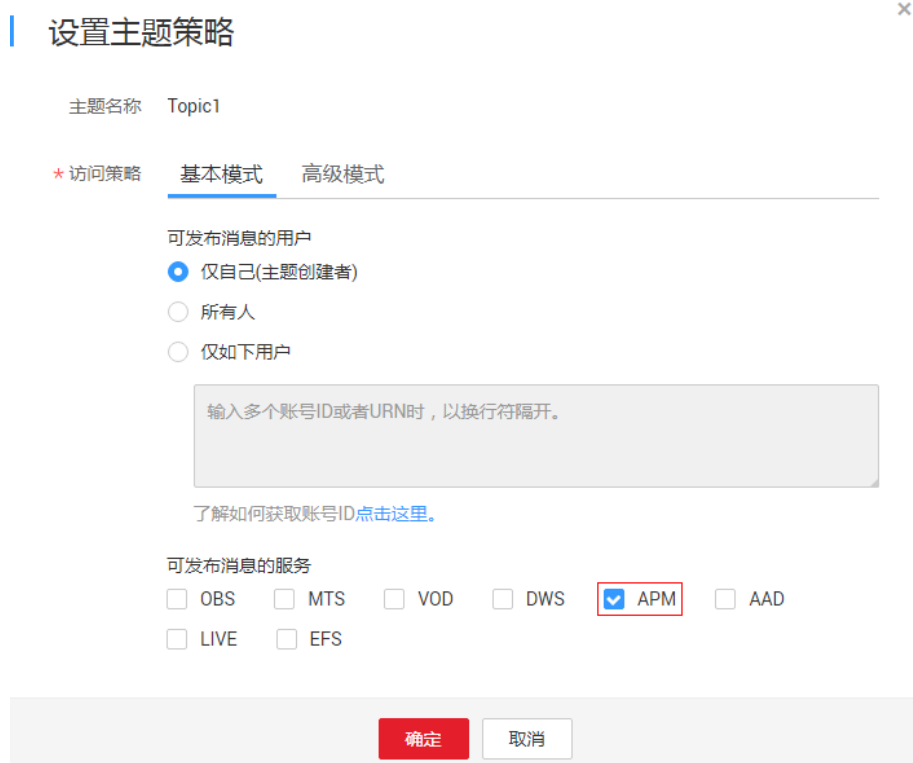 设置主题策略
主题名称 Topic1
* 访问策略 基本模式 高级模式
可发布消息的用户
仅自己(主题创建者)
所有人
仅如下用户
输入多个账号ID或者URN时，以换行符隔开。
了解如何获取账号ID点击这里。
可发布消息的服务
OBS MTS VOD DWS APM AAD
LIVE EFS
确定 取消